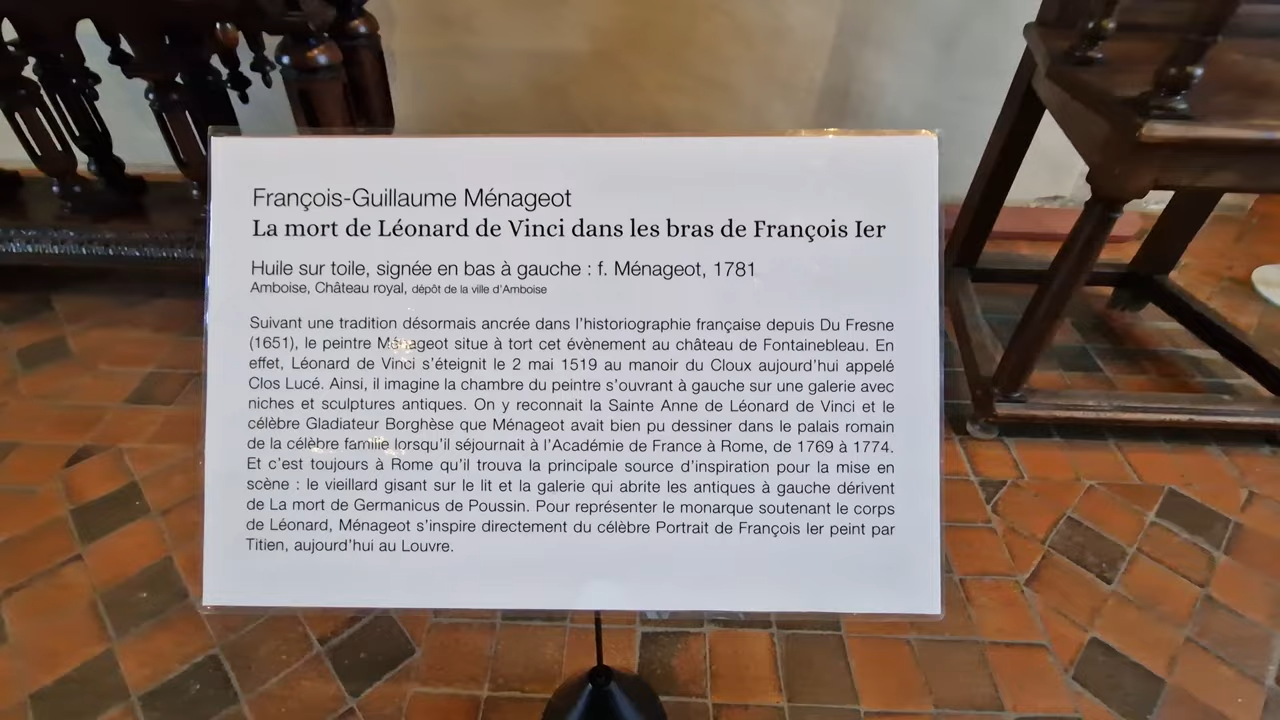 François-Guillaume Ménageot
La mort de Léonard de Vinci dans les bras de François Ier
Huile sur toile, signée en bas à gauche : f. Ménageot, 1781
Amboise, Château royal, dépôt de la ville d'Amboise
Suivant une tradition désormais ancrée dans l'historiographie française depuis Du Fresne
(1651), le peintre Ménageot situe à tort cet évènement au château de Fontainebleau. En
effet, Léonard de Vinci s'éteignit le 2 mai 1519 au manoir du Cloux aujourd'hui appelé
Clos Lucé. Ainsi, il imagine la chambre du peintre s'ouvrant à gauche sur une galerie avec
niches et sculptures antiques. On y reconnait la Sainte Anne de Léonard de Vinci et le
célèbre Gladiateur Borghèse que Ménageot avait bien pu dessiner dans le palais romain
de la célèbre famille lorsqu'il séjournait à l'Académie de France à Rome, de 1769 à 1774.
Et c'est toujours à Rome qu'il trouva la principale source d'inspiration pour la mise en
scène : le vieillard gisant sur le lit et la galerie qui abrite les antiques à gauche dérivent
de La mort de Germanicus de Poussin. Pour représenter le monarque soutenant le corps
de Léonard, Ménageot s'inspire directement du célèbre Portrait de François Ier peint par
Titien, aujourd'hui au Louvre.